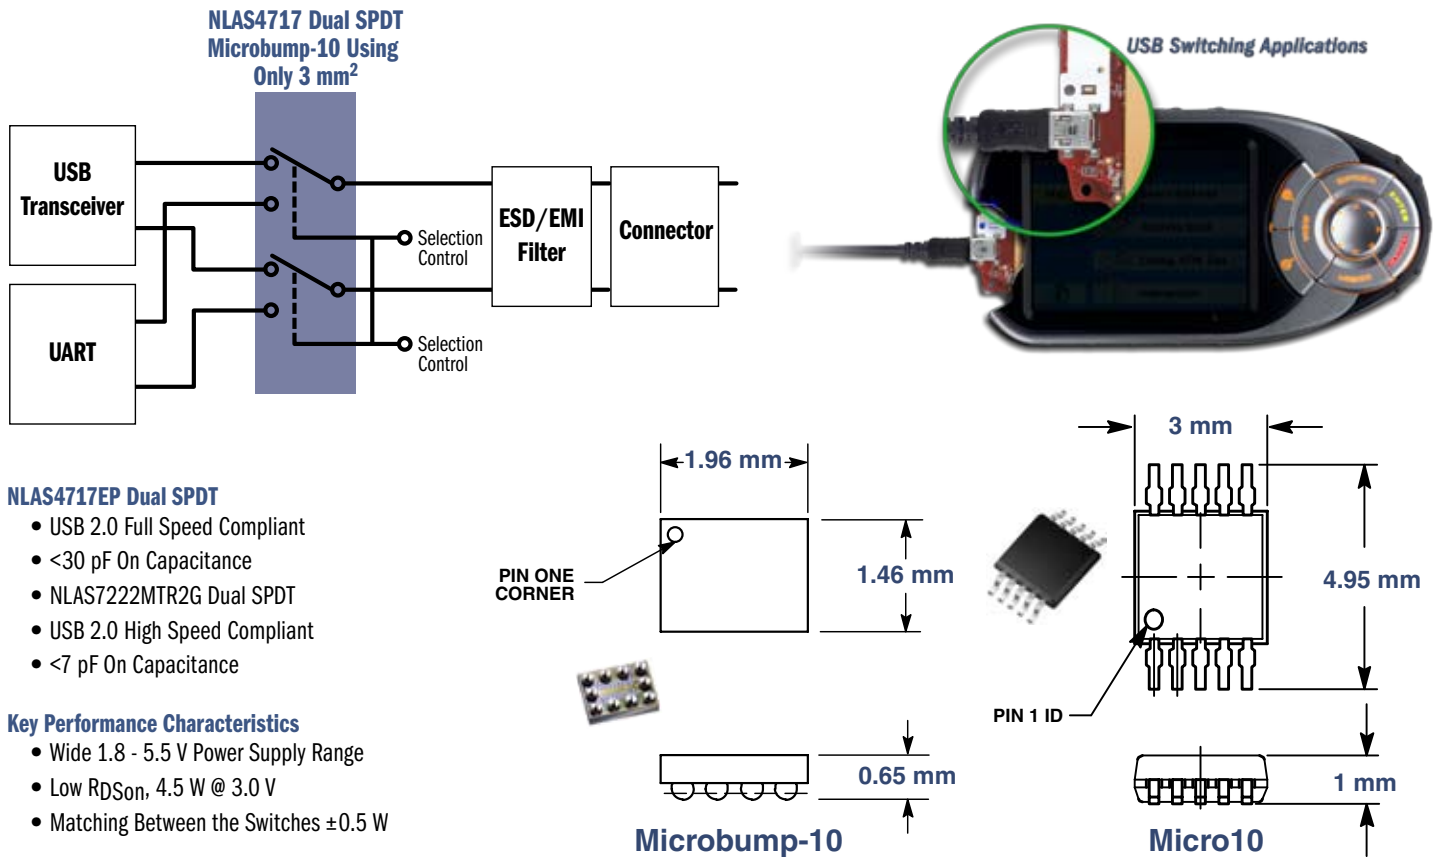 NLAS4717 Dual SPDT
Microbump-10 Using
Only 3 mm2
USB Switching Applications
USB
Transceiver
UART
Selection
Control
Selection
Control
ESD/EMI
Filter
Connector
NLAS4717EP Dual SPDT
• USB 2.0 Full Speed Compliant
• <30 pF On Capacitance
• NLAS7222MTR2G Dual SPDT
• USB 2.0 High Speed Compliant
• <7 pF On Capacitance
Key Performance Characteristics
• Wide 1.8 - 5.5 V Power Supply Range
• Low RDSon, 4.5 W @ 3.0 V
• Matching Between the Switches ±0.5 W
1.96 mm
PIN ONE
CORNER
1.46 mm
0.65 mm
Microbump-10
3 mm
4.95 mm
PIN 1 ID
1 mm
Micro10